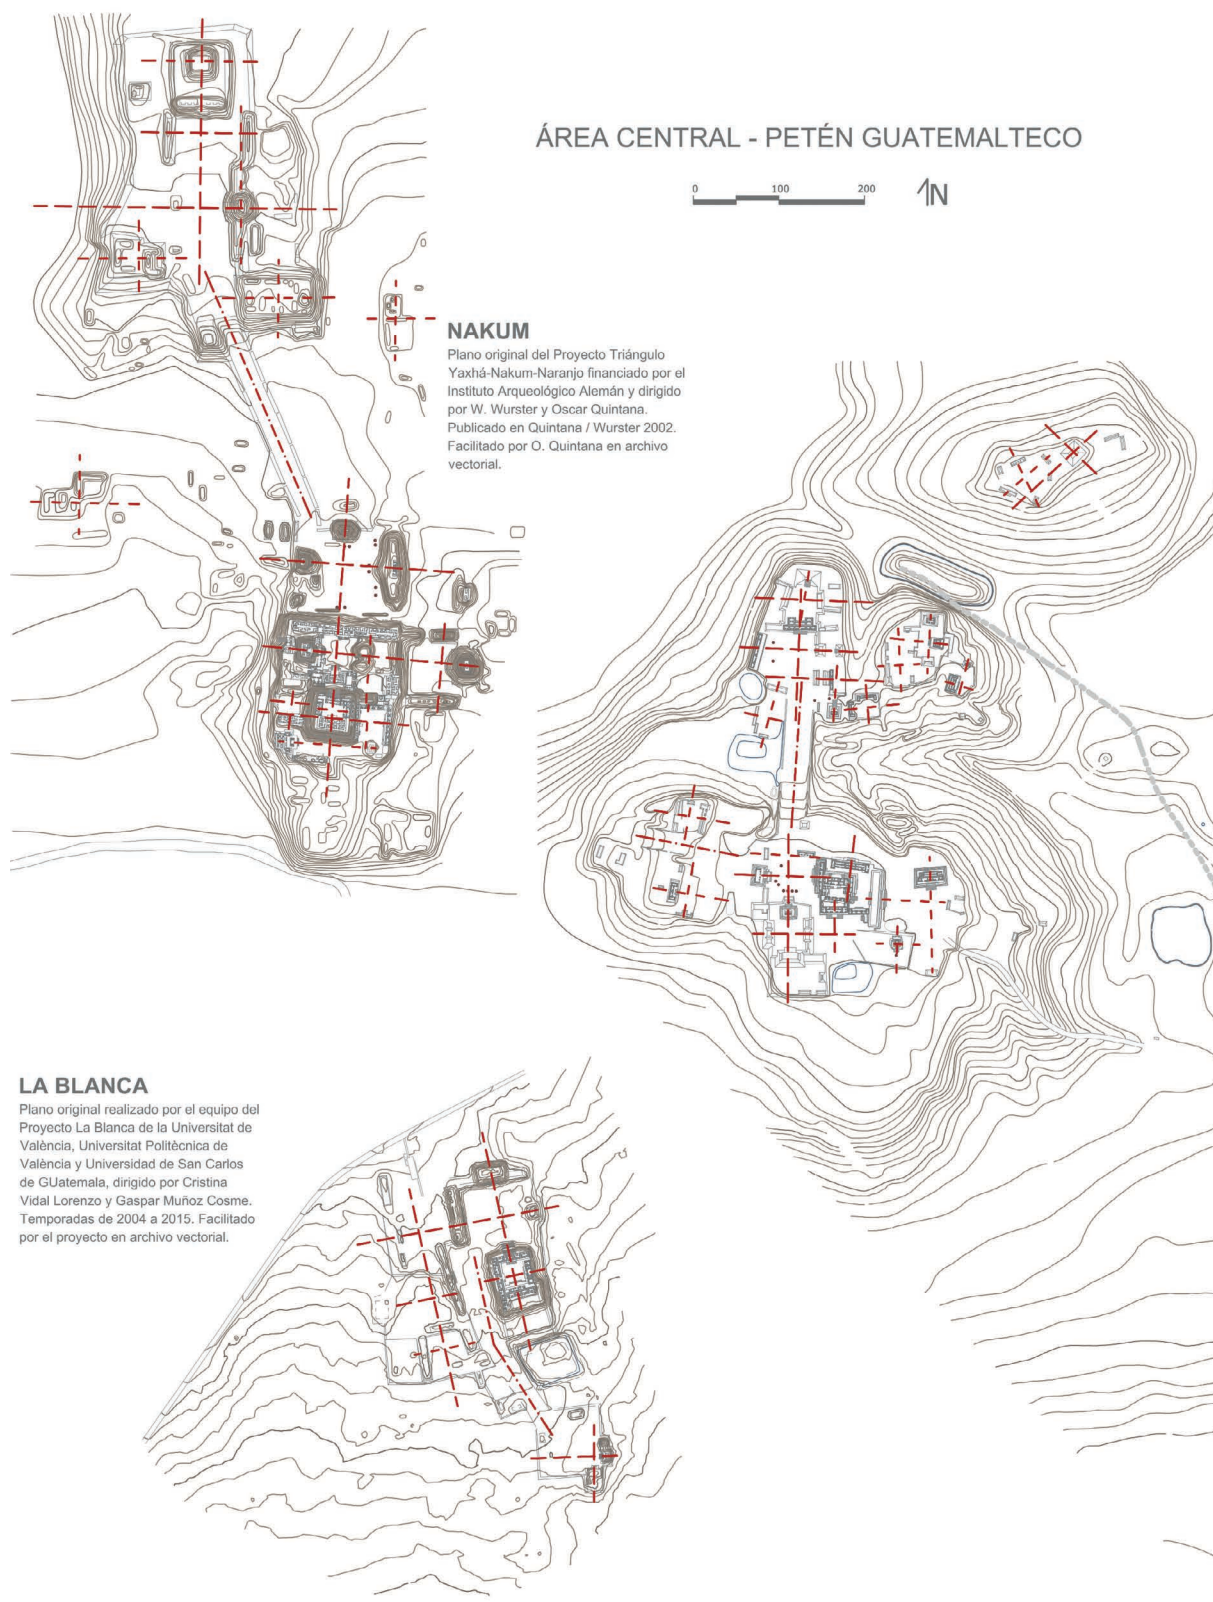 ÁREA CENTRAL - PETÉN GUATEMALTECO
0 100 200
N
NAKUM
Plano original del Proyecto Triángulo
Yaxhá-Nakum-Naranjo financiado por el
Instituto Arqueológico Alemán y dirigido
por W. Wurster y Oscar Quintana.
Publicado en Quintana / Wurster 2002.
Facilitado por O. Quintana en archivo
vectorial.
LA BLANCA
Plano original realizado por el equipo del
Proyecto La Blanca de la Universitat de
València, Universitat Politècnica de
València y Universidad de San Carlos
de GUatemala, dirigido por Cristina
Vidal Lorenzo y Gaspar Muñoz Cosme.
Temporadas de 2004 a 2015. Facilitado
por el proyecto en archivo vectorial.